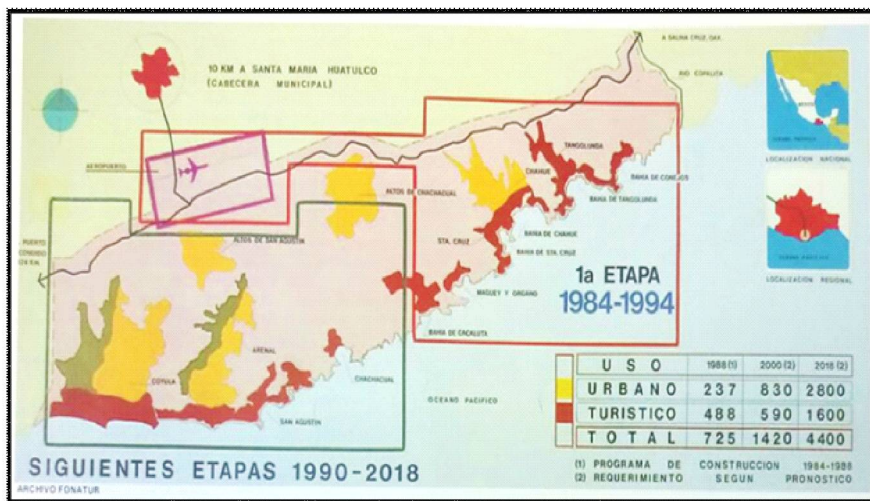 10 KM A SANTA MARIA HUATULCO
(CABECERA MUNICIPAL)
A SALINA CRUZ, OAX.
RIO COPALITA
MEXICO
LOCALIZACION NACIONAL
AEROPUERTO
TANGOLUNDA
CHAHUE
BAHIA DE CONEJOS
BAHIA DE TANGOLUNDA
ALTOS DE CHACHACUAL
ALTOS DE SAN AGUSTIN
STA. CRUZ
BAHIA DE CHAHUE
BAHIA DE STA. CRUZ
A PUERTO
ESCONDIDO
1a ETAPA
1984-1994
MAGUEY Y ORGANO
LOCALIZACION REGIONAL
BAHIA DE CACALUTA
ARENAL
CHACHACUAL
COYULA
SAN AGUSTIN
OCEANO PACIFICO
USO 1988 (1) 2000 (2) 2018 (2)
URBANO 237 830 2800
TURISTICO 488 590 1600
TOTAL 725 1420 4400
SIGUIENTES ETAPAS 1990-2018
(1) PROGRAMA DE CONSTRUCCION 1984-1988
(2) REQUERIMIENTO SEGUN PRONOSTICO
ARCHIVO FONATUR